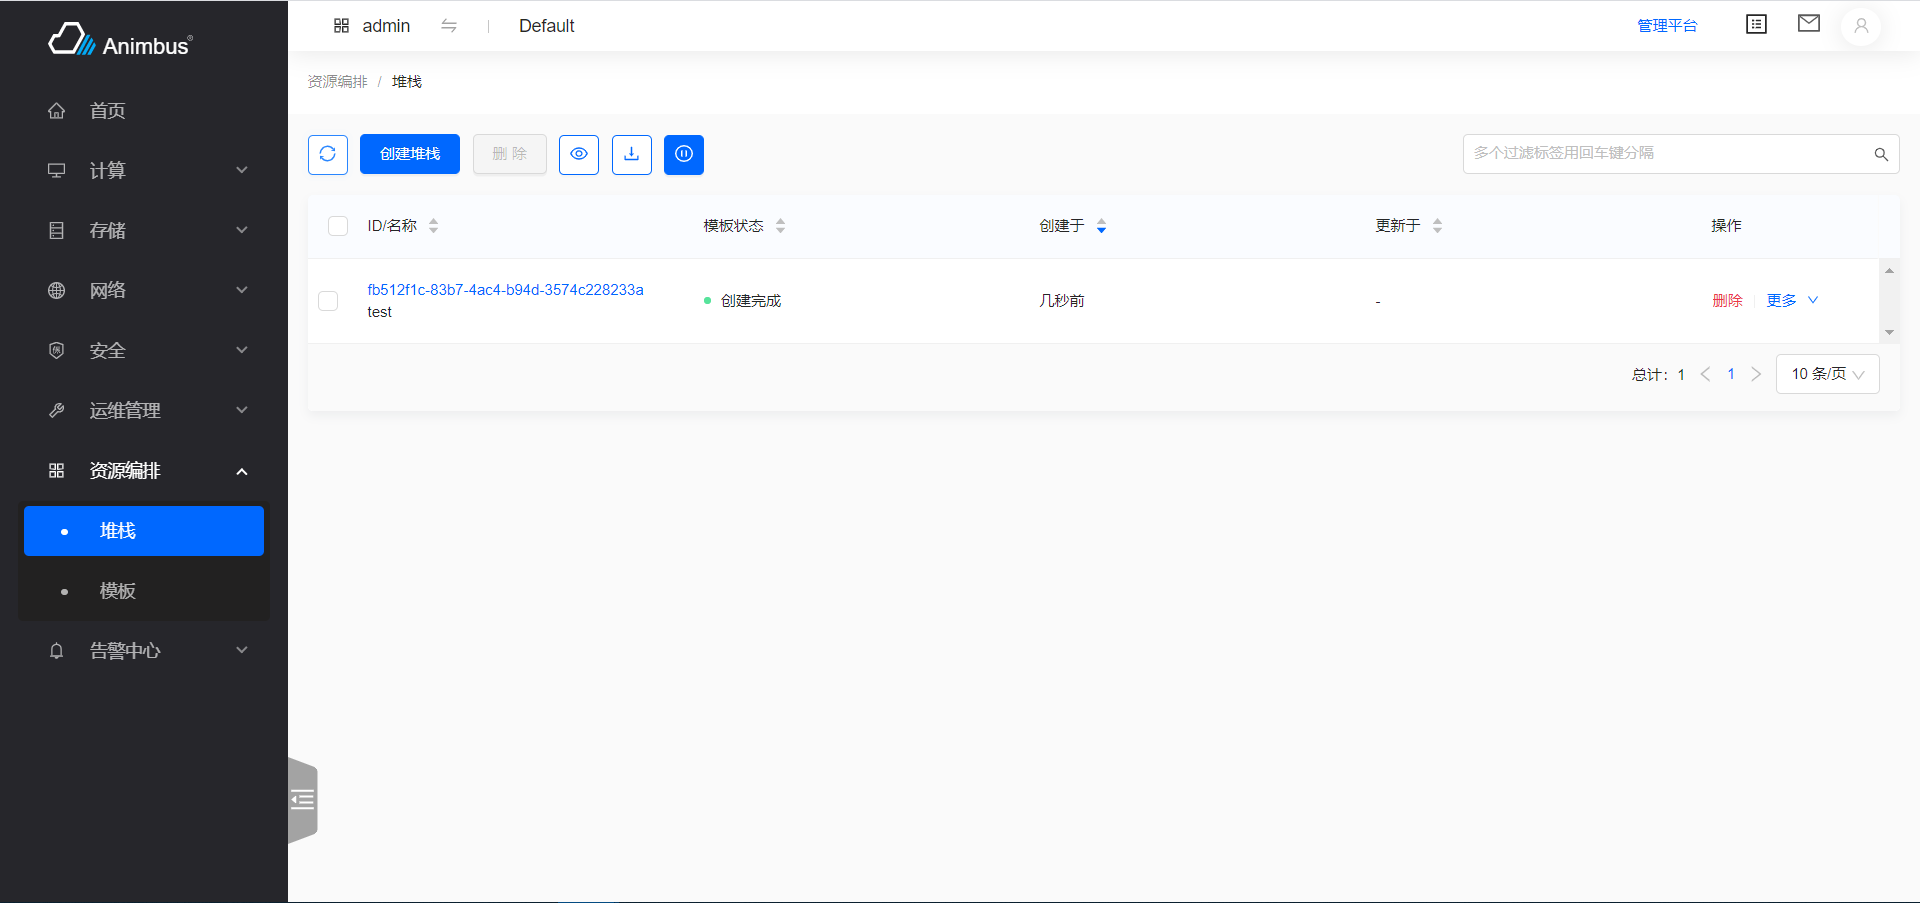 Animbus®
首页
计算
存储
网络
安全
运维管理
资源编排
堆栈
模板
告警中心
admin
Default
管理平台
资源编排 / 堆栈
创建堆栈
删 除
多个过滤标签用回车键分隔
ID/名称 模板状态 创建于 更新于 操作
fb512f1c-83b7-4ac4-b94d-3574c228233a
test
创建完成
几秒前
-
删除
更多
总计：1
1
10 条/页